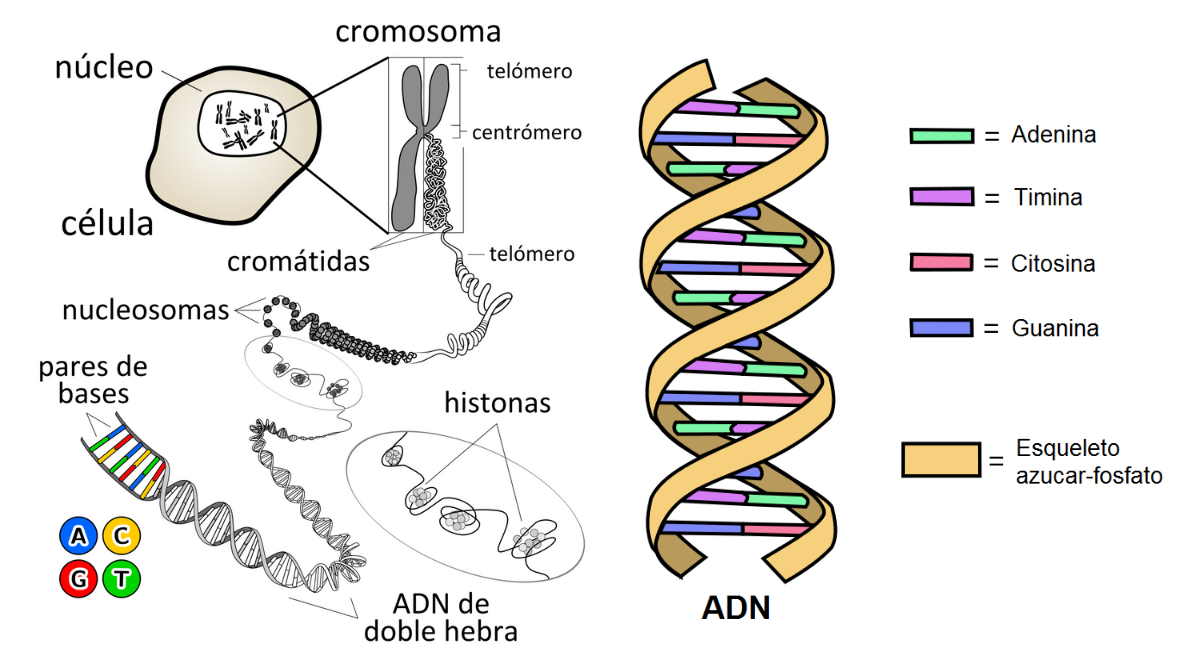 cromosoma
núcleo
telómero
centrómero
célula
cromátidas
telómero
nucleosomas
pares de
bases
histonas
A
C
G
T
ADN de
doble hebra
= Adenina
= Timina
= Citosina
= Guanina
= Esqueleto
azucar-fosfato
ADN